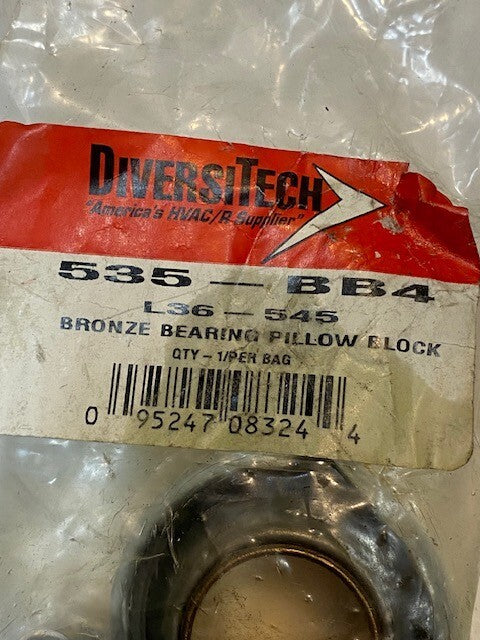 DIVERSITECH
"America's HVAC/R Supplier"
535-BB4
L36-545
BRONZE BEARING PILLOW BLOCK
QTY-1/PER BAG
0 95247 08324 4